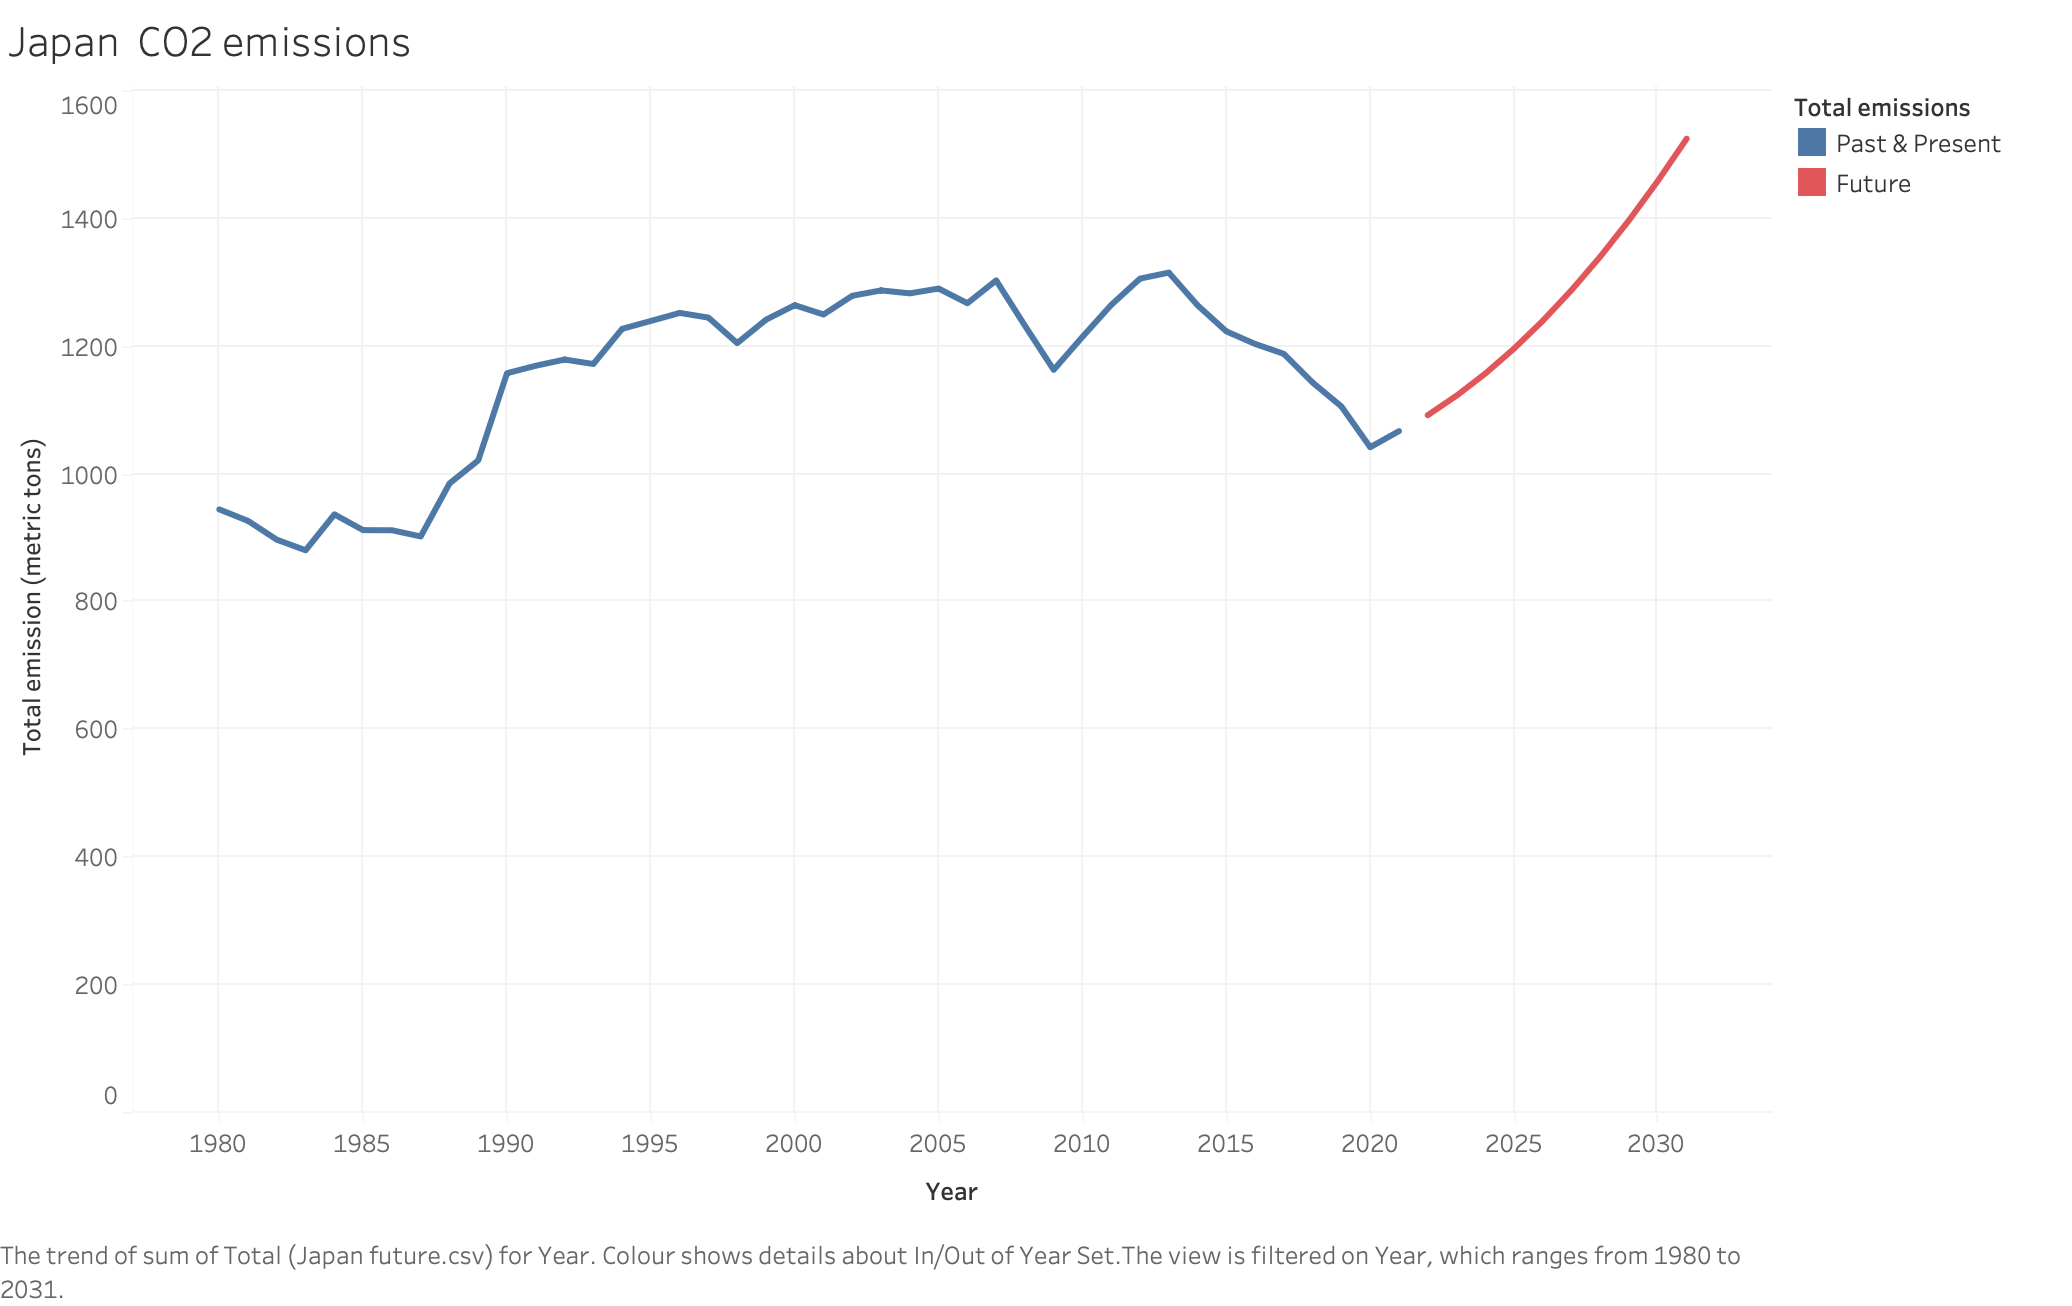 Japan  CO2 emissions
Total emissions
Past & Present
Future
1600
1400
1200
1000
800
600
400
200
0
Total emission (metric tons)
1980 1985 1990 1995 2000 2005 2010 2015 2020 2025 2030
Year
The trend of sum of Total (Japan future.csv) for Year. Colour shows details about In/Out of Year Set.The view is filtered on Year, which ranges from 1980 to
2031.